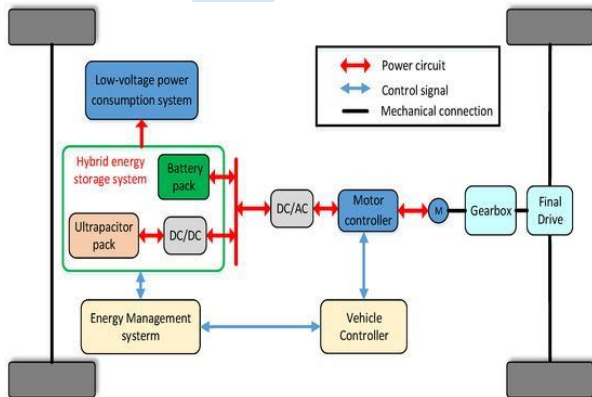 Low-voltage power
consumption system
Power circuit
Control signal
Mechanical connection
Hybrid energy
storage system
Battery
pack
Ultrapacitor
pack
DC/DC
DC/AC
Motor
controller
M
Gearbox
Final
Drive
Energy Management
systerm
Vehicle
Controller